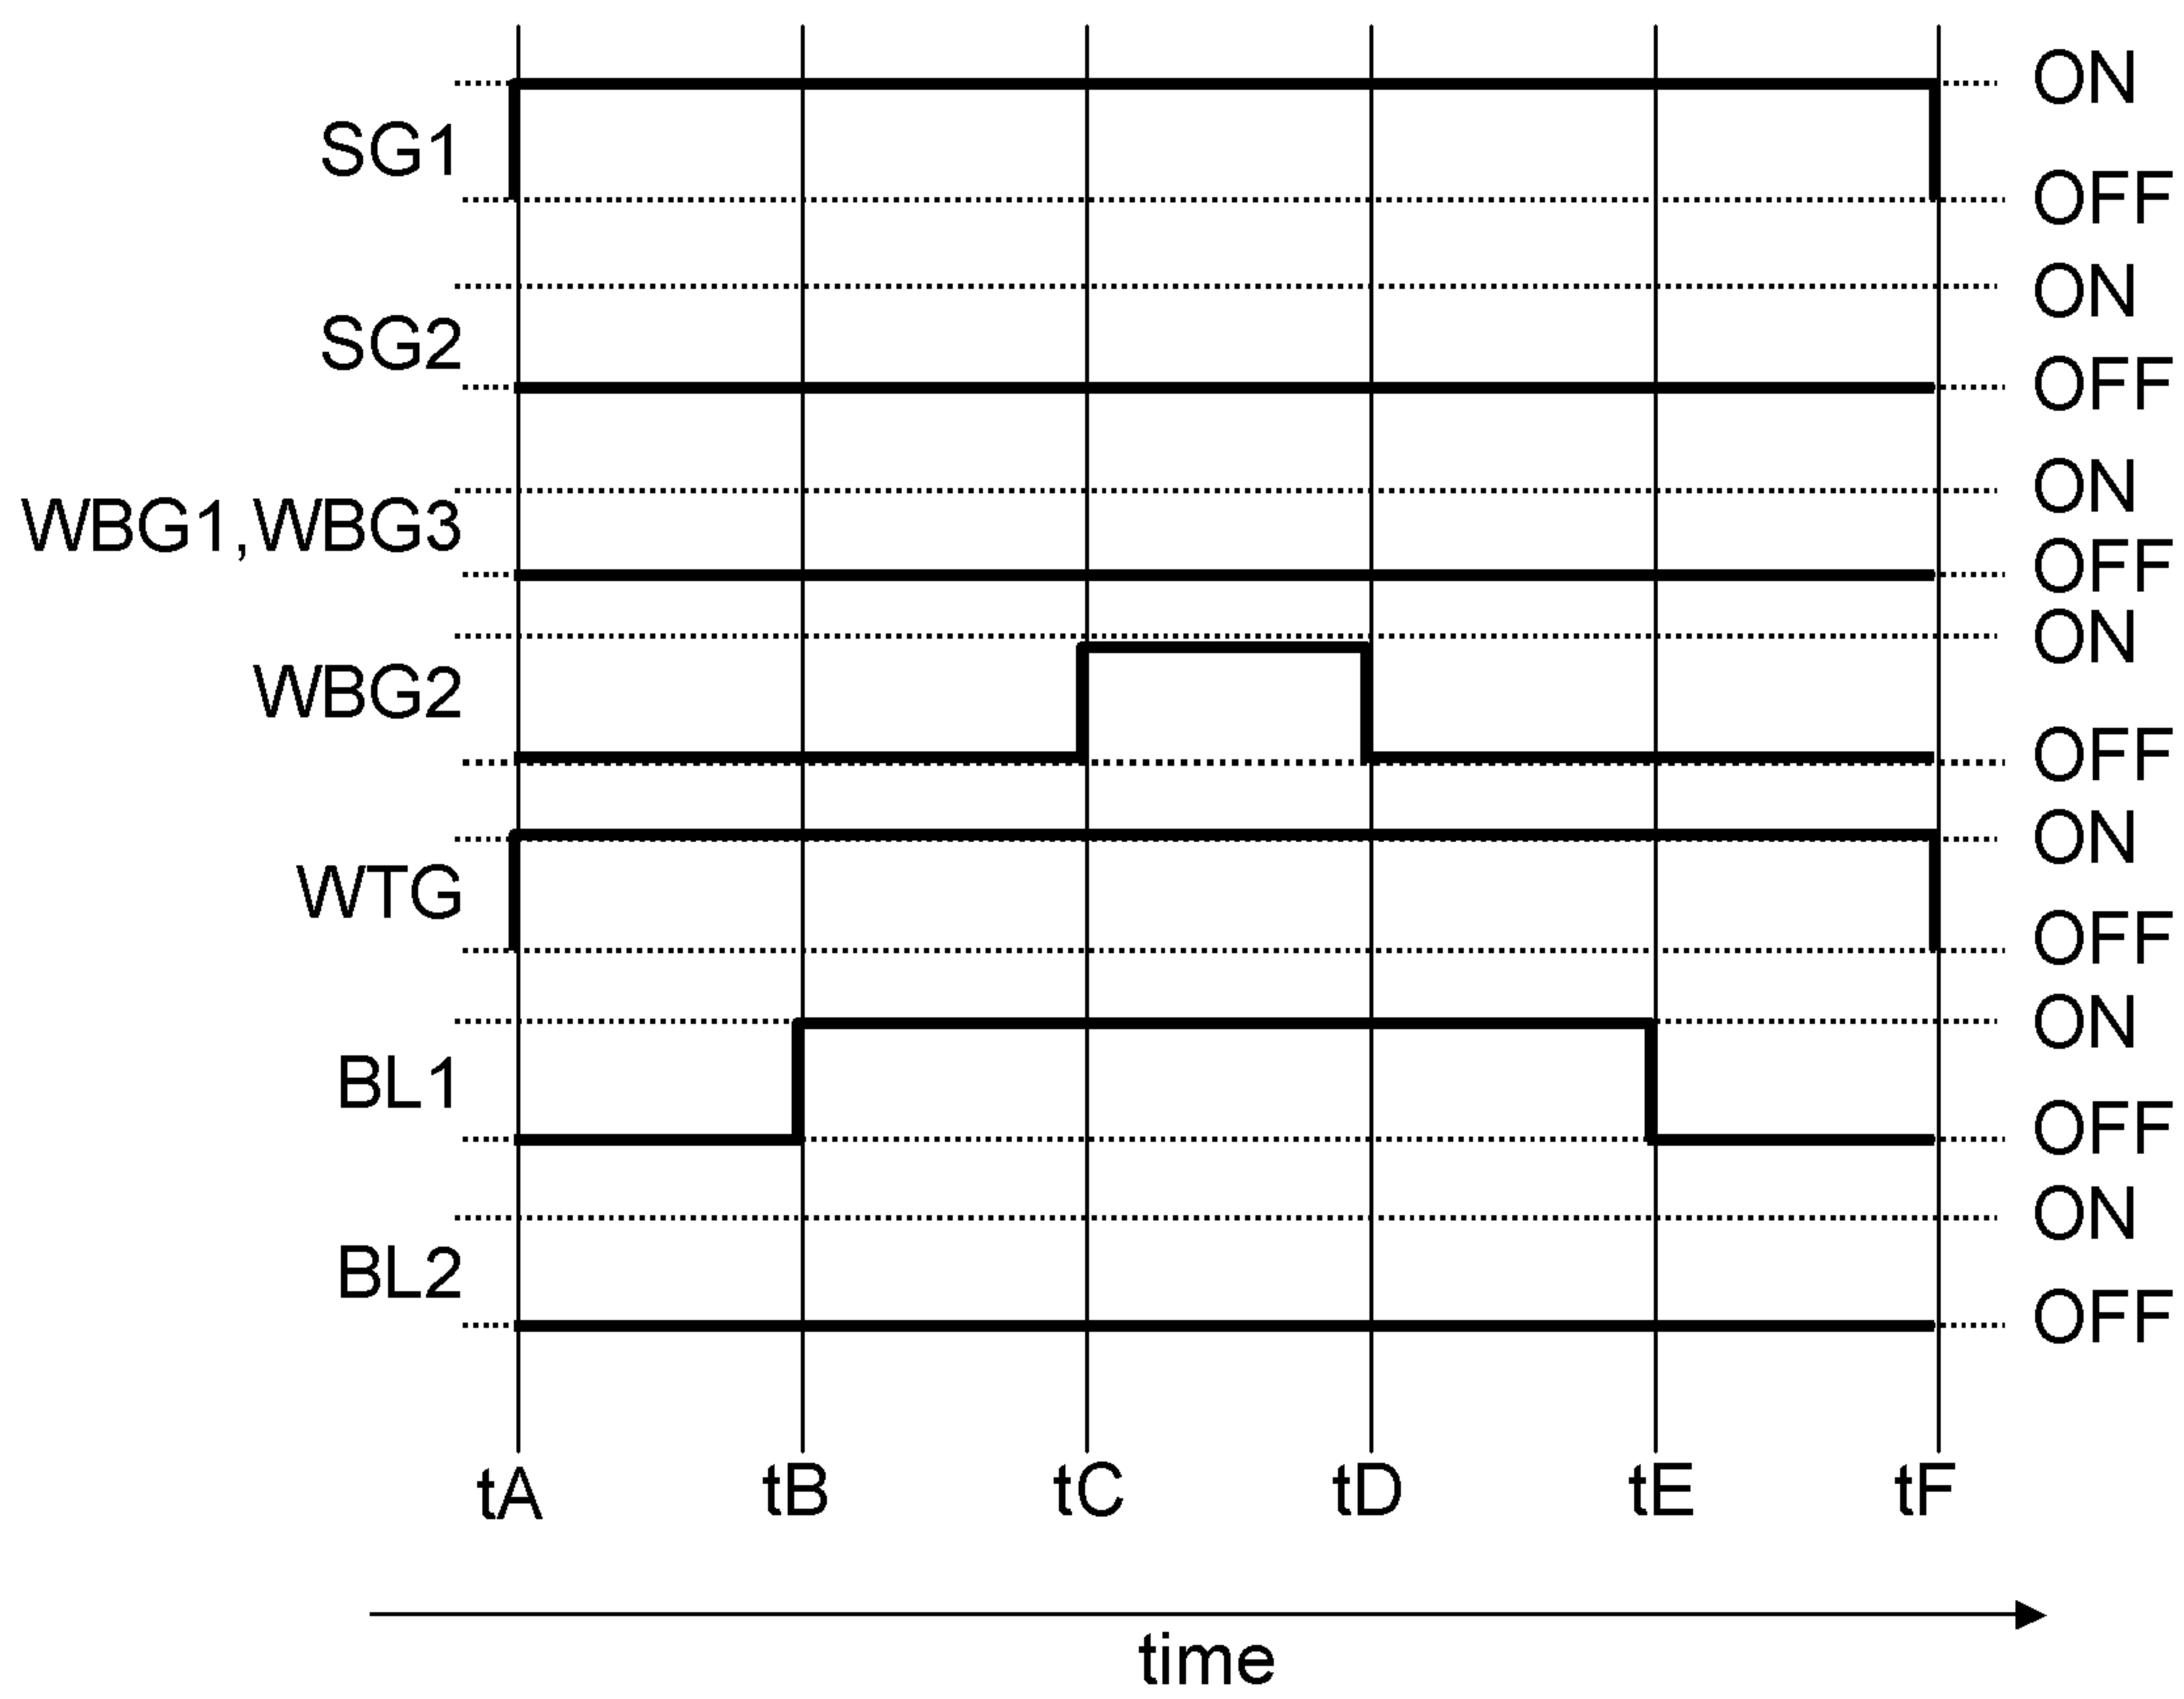 ON
SG1
OFF
ON
SG2
OFF
ON
WBG1,WBG3
OFF
ON
WBG2
OFF
ON
WTG
OFF
ON
BL1
OFF
ON
BL2
OFF
tA tB tC tD tE tF
time